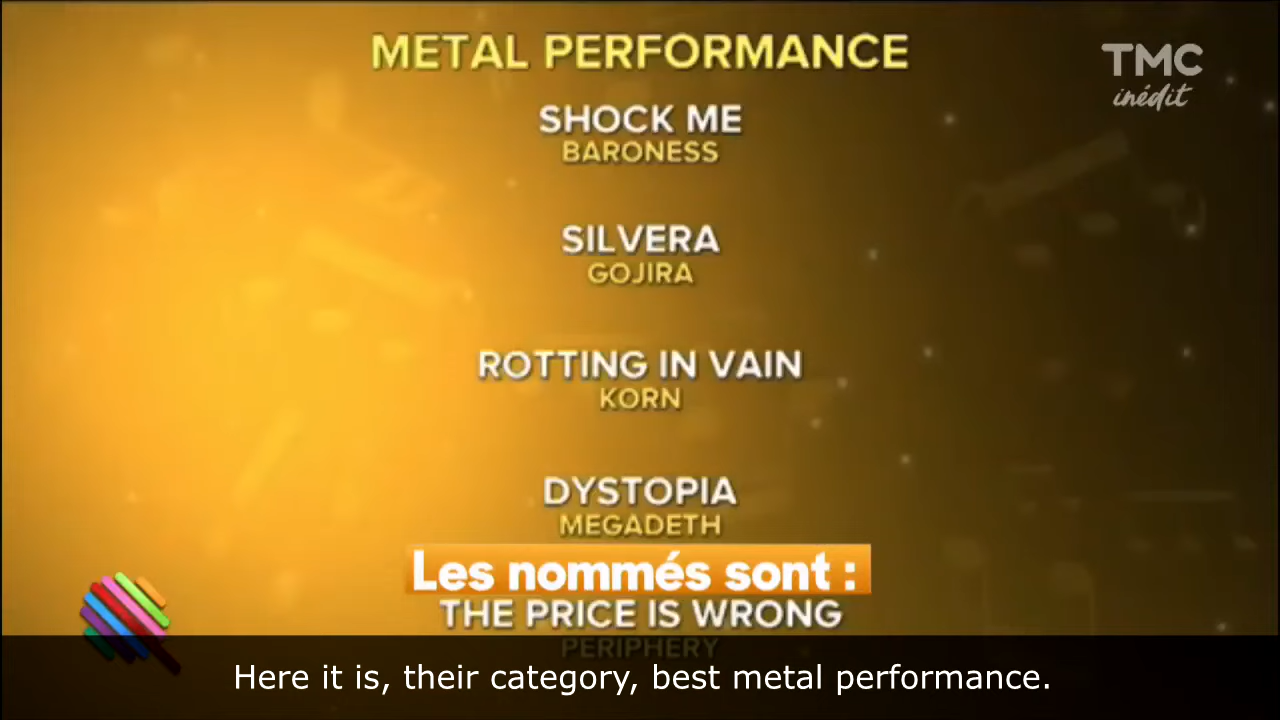 METAL PERFORMANCE
TMC
inédit
SHOCK ME
BARONESS
SILVERA
GOJIRA
ROTTING IN VAIN
KORN
DYSTOPIA
MEGADETH
Les nommés sont :
THE PRICE IS WRONG
PERIPHERY
Here it is, their category, best metal performance.